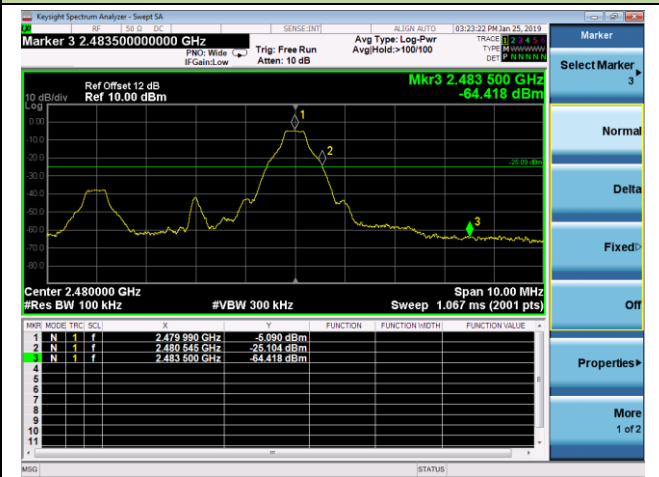 Keysight Spectrum Analyzer - Swept SA
RF 50 Ω DC SENSE:INT ALIGN AUTO 03:23:22 PM Jan 25, 2019
Marker 3 2.483500000000 GHz
PNO: Wide
IFGain:Low
Trig: Free Run
Atten: 10 dB
Avg Type: Log-Pwr
Avg|Hold:>100/100
TRACE 1 2 3 4 5 6
TYPE M W W W W W
DET P N N N N N
Ref Offset 12 dB
10 dB/div Ref 10.00 dBm
Log
Mkr3 2.483 500 GHz
-64.418 dBm
0.00
-10.0
-20.0
-30.0
-40.0
-50.0
-60.0
-70.0
-80.0
1
2
3
-25.09 dBm
Center 2.480000 GHz Span 10.00 MHz
#Res BW 100 kHz #VBW 300 kHz Sweep 1.067 ms (2001 pts)
MKR MODE TRC SCL X Y FUNCTION FUNCTION WIDTH FUNCTION VALUE
1 N 1 f 2.479 990 GHz -5.090 dBm
2 N 1 f 2.480 545 GHz -25.104 dBm
3 N 1 f 2.483 500 GHz -64.418 dBm
4
5
6
7
8
9
10
11
MSG STATUS
Marker
Select Marker
3
Normal
Delta
Fixed
Off
Properties
More
1 of 2